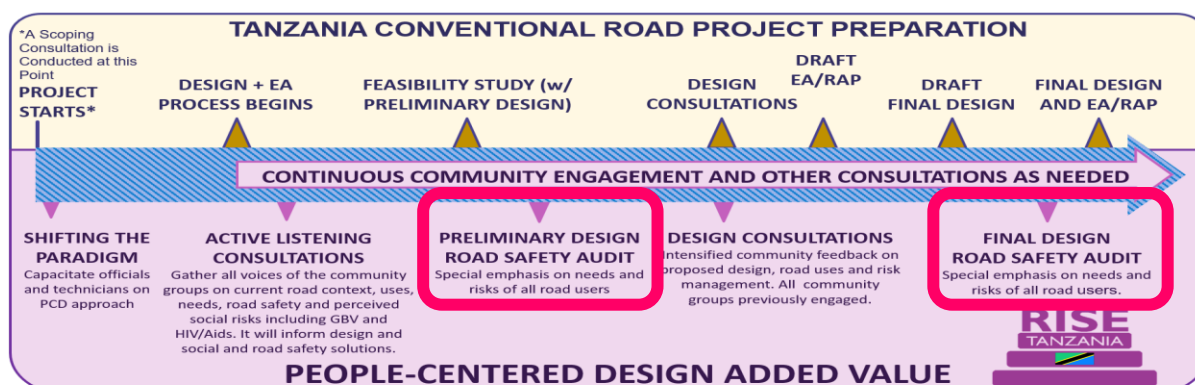 TANZANIA CONVENTIONAL ROAD PROJECT PREPARATION
*A Scoping
Consultation is
Conducted at this
Point
PROJECT
STARTS*
DESIGN + EA
PROCESS BEGINS
FEASIBILITY STUDY (w/
PRELIMINARY DESIGN)
DESIGN
CONSULTATIONS
DRAFT
EA/RAP
DRAFT
FINAL DESIGN
FINAL DESIGN
AND EA/RAP
CONTINUOUS COMMUNITY ENGAGEMENT AND OTHER CONSULTATIONS AS NEEDED
SHIFTING THE
PARADIGM
Capacitate officials
and technicians on
PCD approach
ACTIVE LISTENING
CONSULTATIONS
Gather all voices of the community
groups on current road context, uses,
needs, road safety and perceived
social risks including GBV and
HIV/Aids. It will inform design and
social and road safety solutions.
PRELIMINARY DESIGN
ROAD SAFETY AUDIT
Special emphasis on needs and
risks of all road users
DESIGN CONSULTATIONS
Intensified community feedback on
proposed design, road uses and risk
management. All community
groups previously engaged.
FINAL DESIGN
ROAD SAFETY AUDIT
Special emphasis on needs and
risks of all road users.
RISE
TANZANIA
PEOPLE-CENTERED DESIGN ADDED VALUE